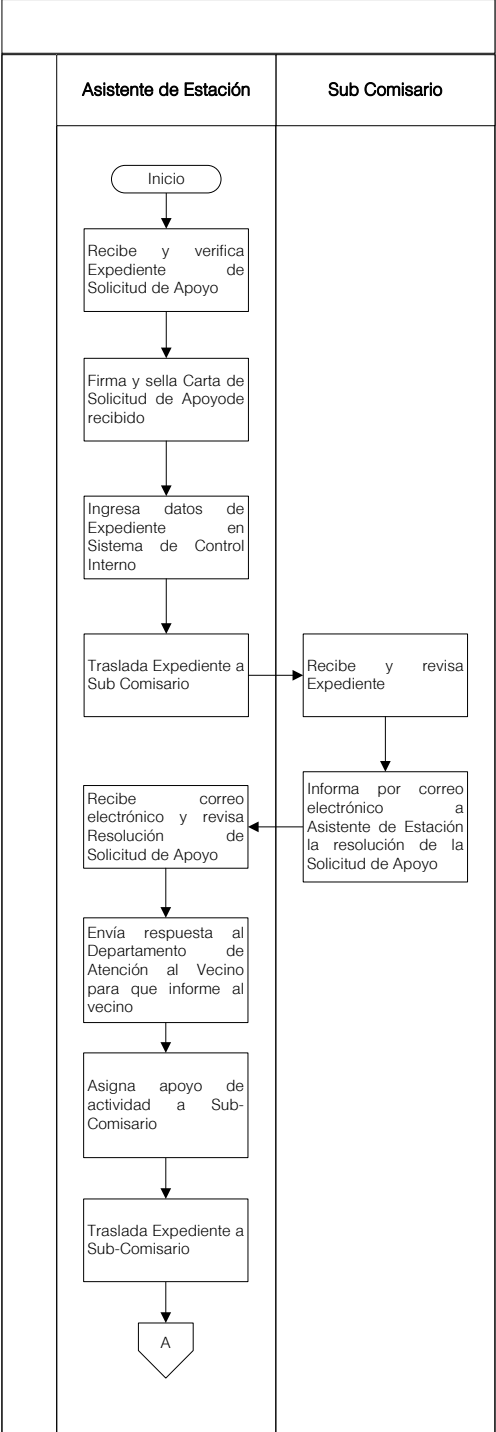 Asistente de Estación
Sub Comisario
Inicio
Recibe y verifica
Expediente de
Solicitud de Apoyo
Firma y sella Carta de
Solicitud de Apoyode
recibido
Ingresa datos de
Expediente en
Sistema de Control
Interno
Traslada Expediente a
Sub Comisario
Recibe y revisa
Expediente
Informa por correo
electrónico a
Asistente de Estación
la resolución de la
Solicitud de Apoyo
Recibe correo
electrónico y revisa
Resolución de
Solicitud de Apoyo
Envía respuesta al
Departamento de
Atención al Vecino
para que informe al
vecino
Asigna apoyo de
actividad a Sub-
Comisario
Traslada Expediente a
Sub-Comisario
A